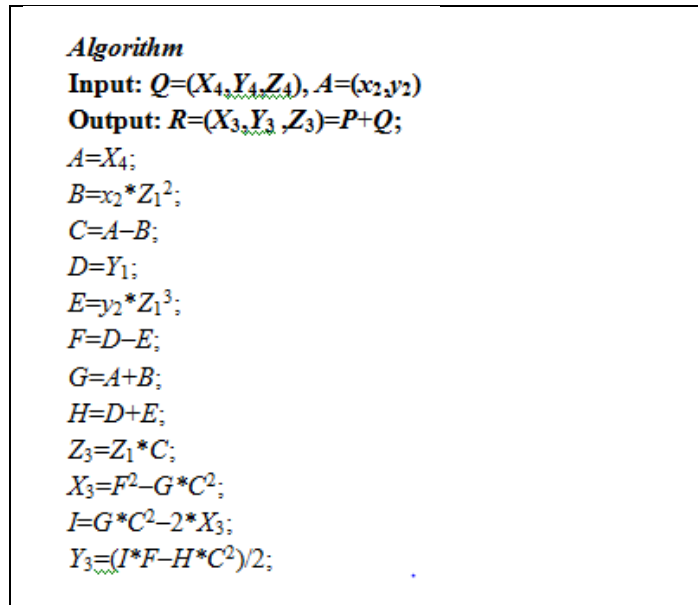 Algorithm
Input: Q=(X₄,Y₄,Z₄), A=(x₂,y₂)
Output: R=(X₃,Y₃ ,Z₃)=P+Q;
A=X₄;
B=x₂*Z₁²;
C=A–B;
D=Y₁;
E=y₂*Z₁³;
F=D–E;
G=A+B;
H=D+E;
Z₃=Z₁*C;
X₃=F²–G*C²;
I=G*C²–2*X₃;
Y₃=(I*F–H*C²)/2;